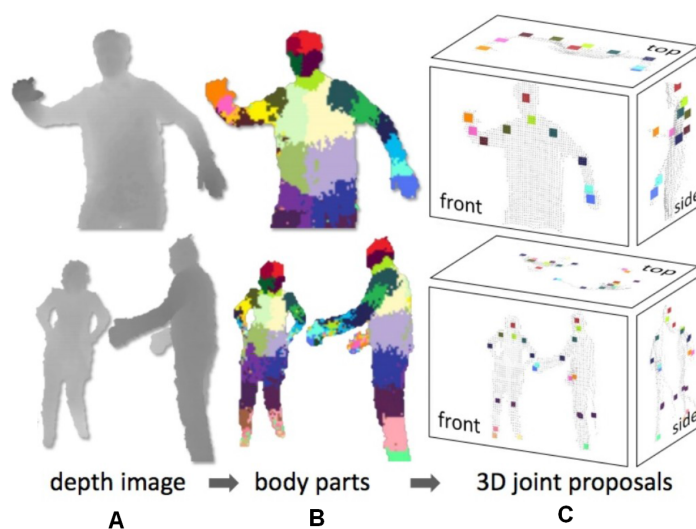 top
front
side
top
front
side
depth image body parts 3D joint proposals
A B C